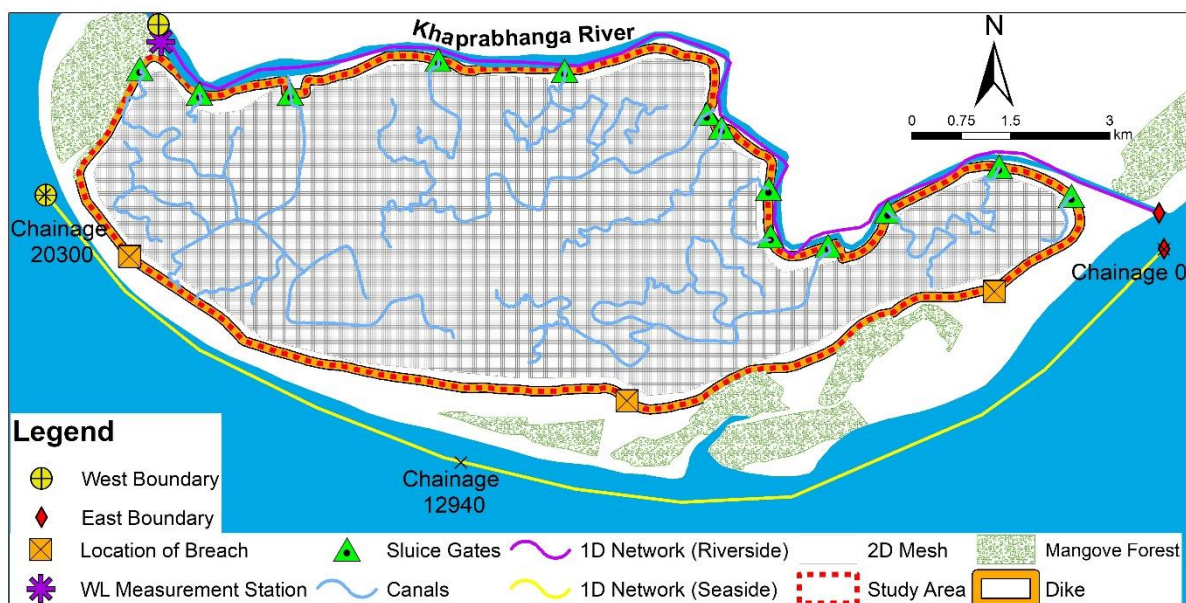 Khaprabhanga River
N
0 0.75 1.5 3
km
Chainage
20300
Chainage 0
Chainage
12940
Legend
West Boundary
East Boundary
Location of Breach
Sluice Gates
1D Network (Riverside)
2D Mesh
Mangove Forest
WL Measurement Station
Canals
1D Network (Seaside)
Study Area
Dike